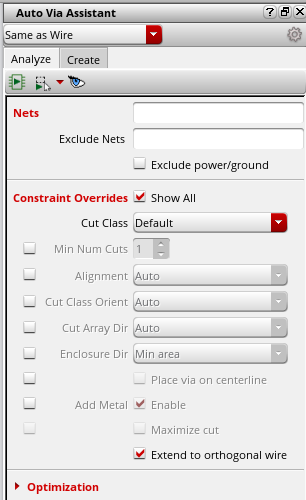 Auto Via Assistant
Same as Wire
Analyze Create
Nets
Exclude Nets
Exclude power/ground
Constraint Overrides Show All
Cut Class Default
Min Num Cuts 1
Alignment Auto
Cut Class Orient Auto
Cut Array Dir Auto
Enclosure Dir Min area
Place via on centerline
Add Metal Enable
Maximize cut
Extend to orthogonal wire
Optimization